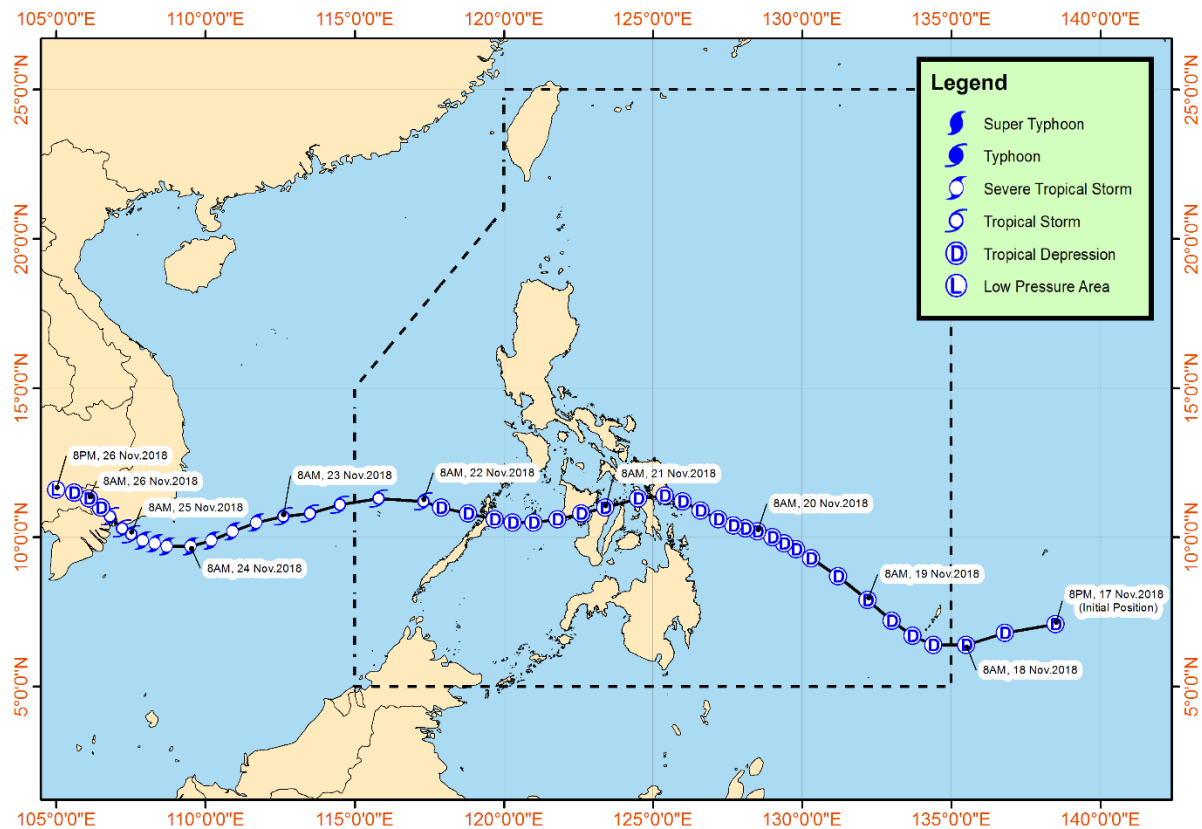 105°0'0"E 110°0'0"E 115°0'0"E 120°0'0"E 125°0'0"E 130°0'0"E 135°0'0"E 140°0'0"E
25°0'0"N
20°0'0"N
15°0'0"N
10°0'0"N
5°0'0"N
Legend
Super Typhoon
Typhoon
Severe Tropical Storm
Tropical Storm
D Tropical Depression
L Low Pressure Area
25°0'0"N
20°0'0"N
15°0'0"N
10°0'0"N
5°0'0"N
8PM, 26 Nov.2018
8AM, 26 Nov.2018
8AM, 25 Nov.2018
8AM, 24 Nov.2018
8AM, 23 Nov.2018
8AM, 22 Nov.2018
8AM, 21 Nov.2018
8AM, 20 Nov.2018
8AM, 19 Nov.2018
8AM, 18 Nov.2018
8PM, 17 Nov.2018
(Initial Position)
105°0'0"E 110°0'0"E 115°0'0"E 120°0'0"E 125°0'0"E 130°0'0"E 135°0'0"E 140°0'0"E